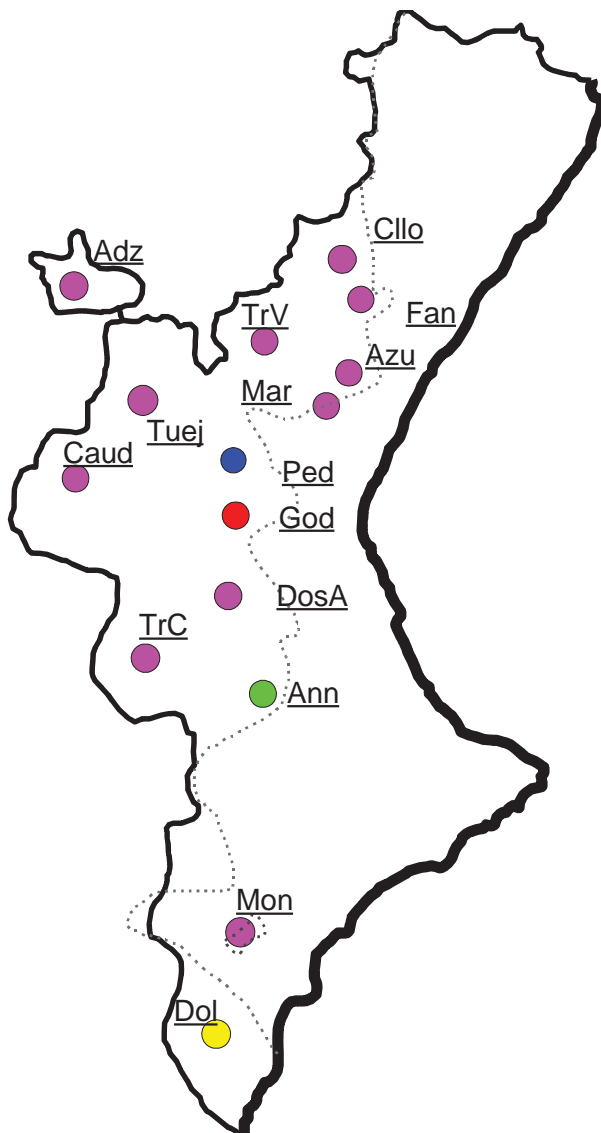 Cllo
Adz
Fan
TrV
Azu
Mar
Tuej
Caud
Ped
God
DosA
TrC
Ann
Mon
Dol